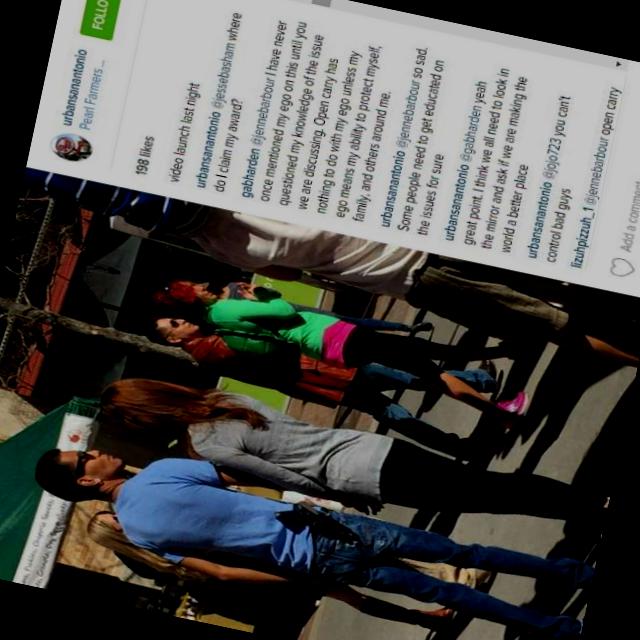 urbansanantonio
Pearl Farmers ...
FOLLO
198 likes
video launch last night
urbansanantonio @jessebabham where
do I claim my award?
gabharden @jennebarbour I have never
once mentioned my ego on this until you
questioned my knowledge of the issue
we are discussing. Open carry has
nothing to do with my ego unless my
ego means my ability to protect myself,
family, and others around me.
urbansanantonio @jennebarbour so sad.
Some people need to get educated on
the issues for sure
urbansanantonio @gabharden yeah
great point. I think we all need to look in
the mirror and ask if we are making the
world a better place
urbansanantonio @jojo723 you can't
control bad guys
lizuhpizzah_1 @jennebarbour open carry
Add a comment